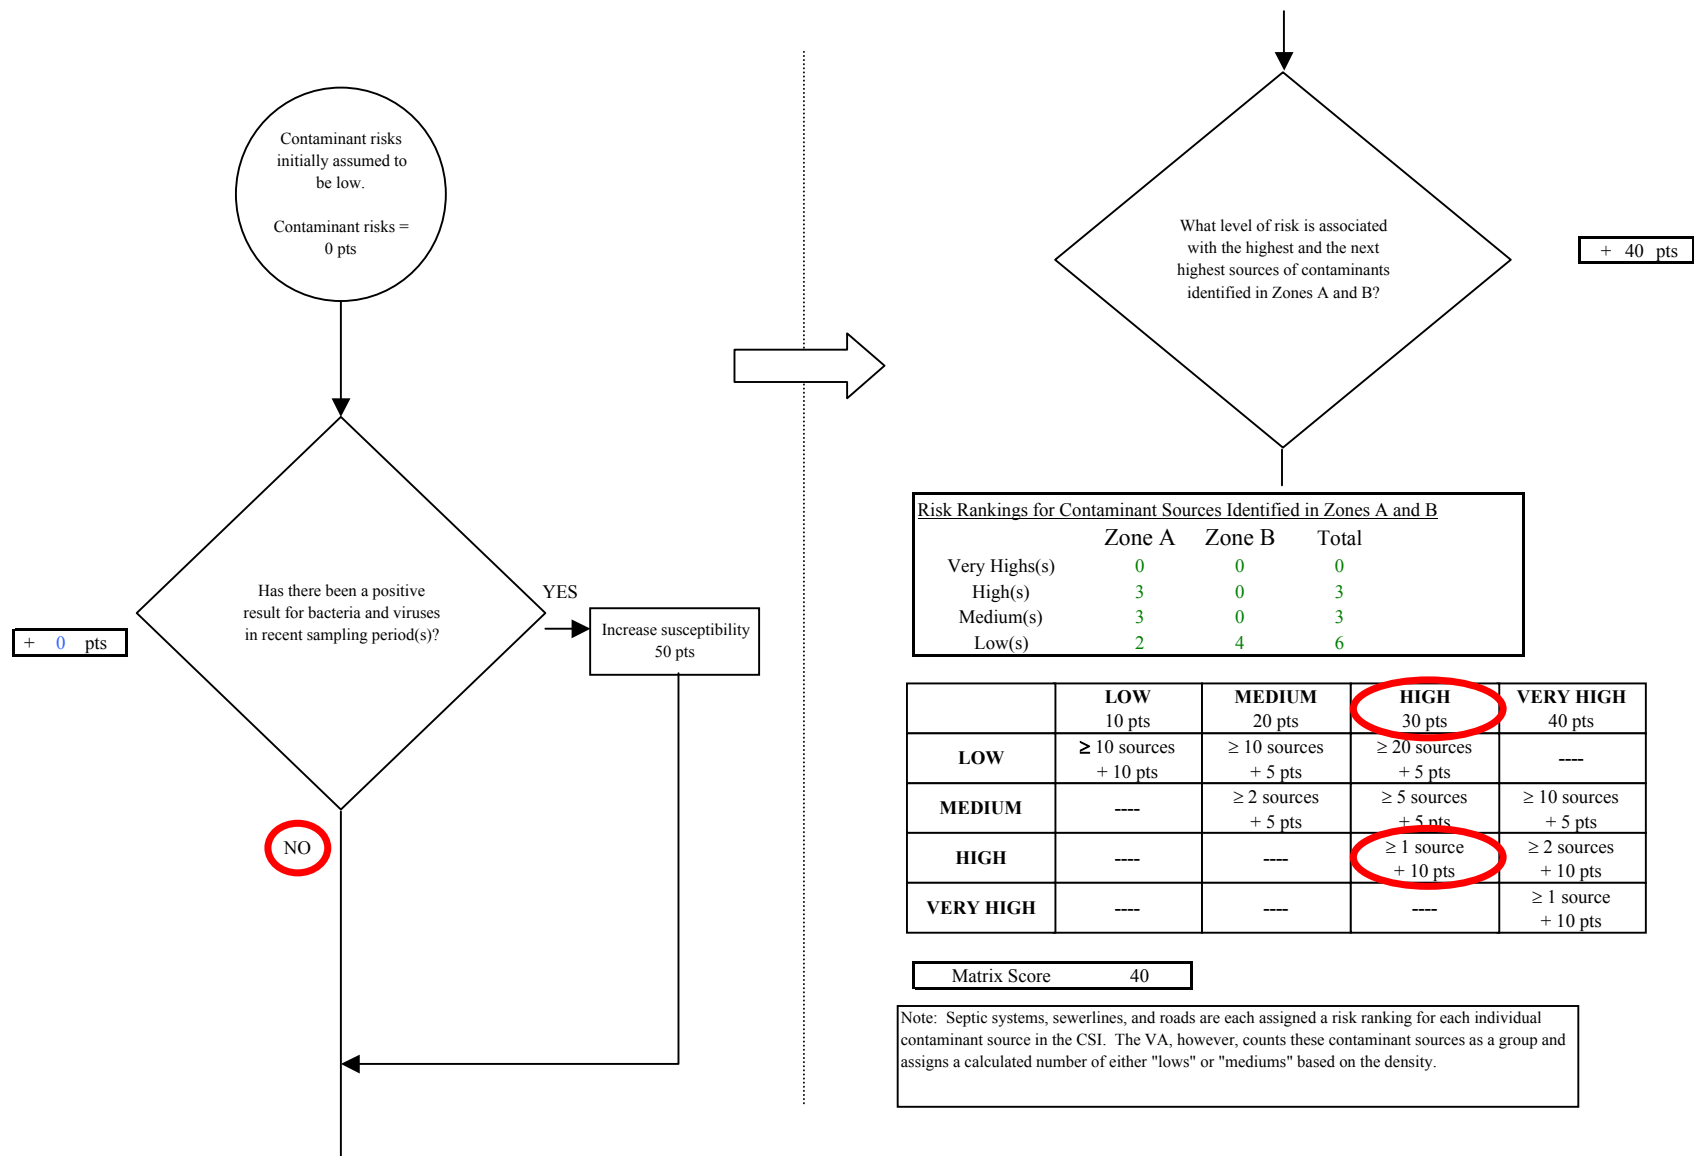 Contaminant risks
initially assumed to
be low.
Contaminant risks =
0 pts
Has there been a positive
result for bacteria and viruses
in recent sampling period(s)?
+ 0 pts
YES
Increase susceptibility
50 pts
NO
What level of risk is associated
with the highest and the next
highest sources of contaminants
identified in Zones A and B?
+ 40 pts
Risk Rankings for Contaminant Sources Identified in Zones A and B
Zone A Zone B Total
Very Highs(s) 0 0 0
High(s) 3 0 3
Medium(s) 3 0 3
Low(s) 2 4 6
LOW MEDIUM HIGH VERY HIGH
10 pts 20 pts 30 pts 40 pts
LOW ≥ 10 sources ≥ 10 sources ≥ 20 sources ----
+ 10 pts + 5 pts + 5 pts
MEDIUM ---- ≥ 2 sources ≥ 5 sources ≥ 10 sources
+ 5 pts + 5 pts + 5 pts
HIGH ---- ---- ≥ 1 source ≥ 2 sources
+ 10 pts + 10 pts
VERY HIGH ---- ---- ---- ≥ 1 source
+ 10 pts
Matrix Score 40
Note: Septic systems, sewerlines, and roads are each assigned a risk ranking for each individual
contaminant source in the CSI. The VA, however, counts these contaminant sources as a group and
assigns a calculated number of either "lows" or "mediums" based on the density.